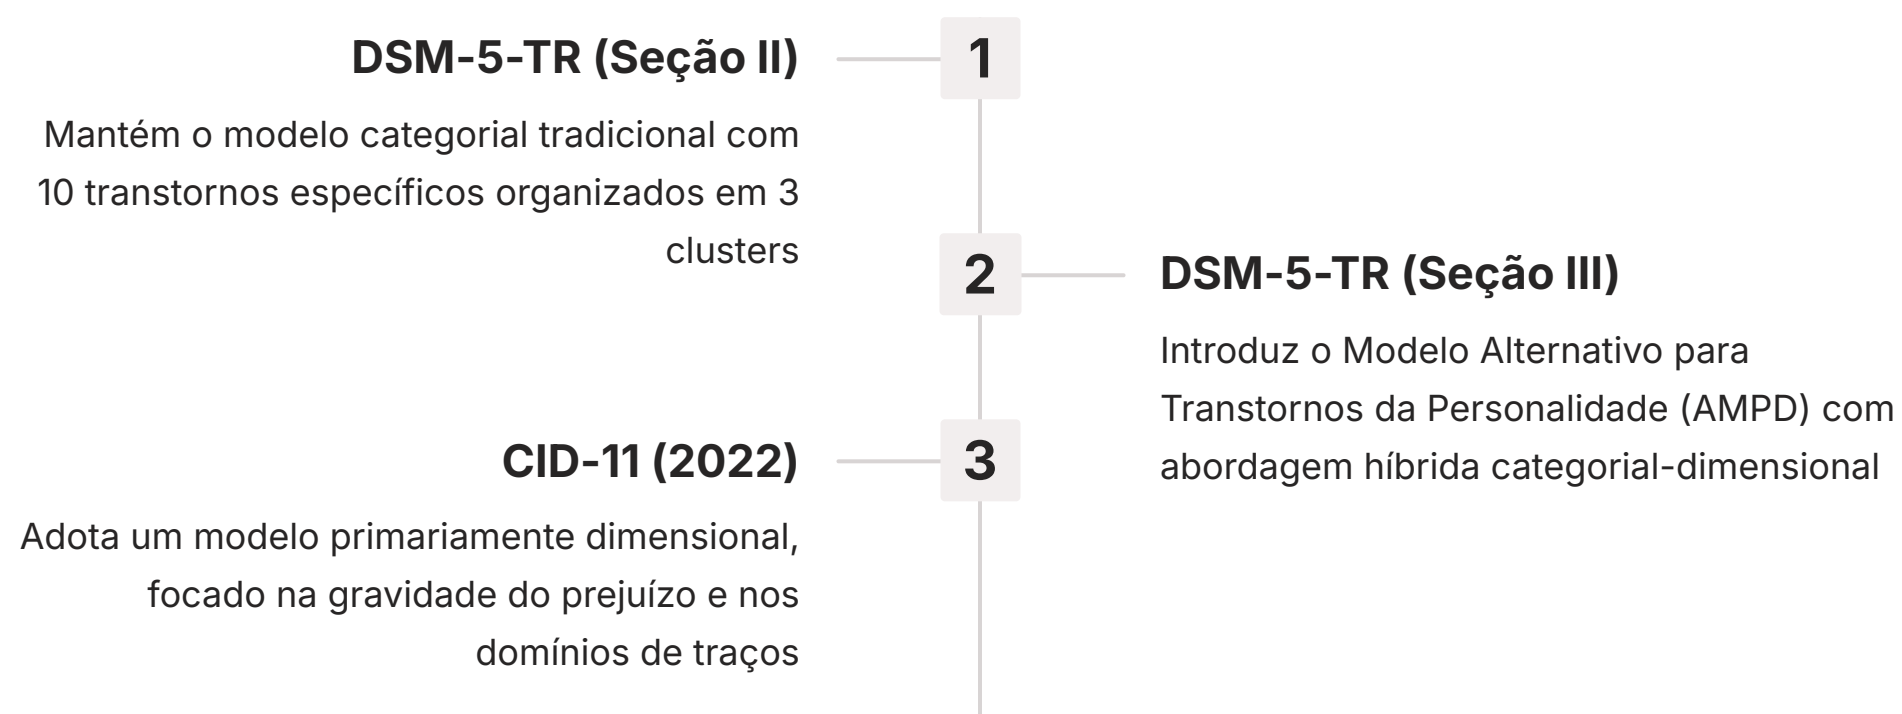 DSM-5-TR (Seção II)
1
Mantém o modelo categorial tradicional com
10 transtornos específicos organizados em 3
clusters
2
DSM-5-TR (Seção III)
Introduz o Modelo Alternativo para
Transtornos da Personalidade (AMPD) com
abordagem híbrida categorial-dimensional
CID-11 (2022)
3
Adota um modelo primariamente dimensional,
focado na gravidade do prejuízo e nos
domínios de traços